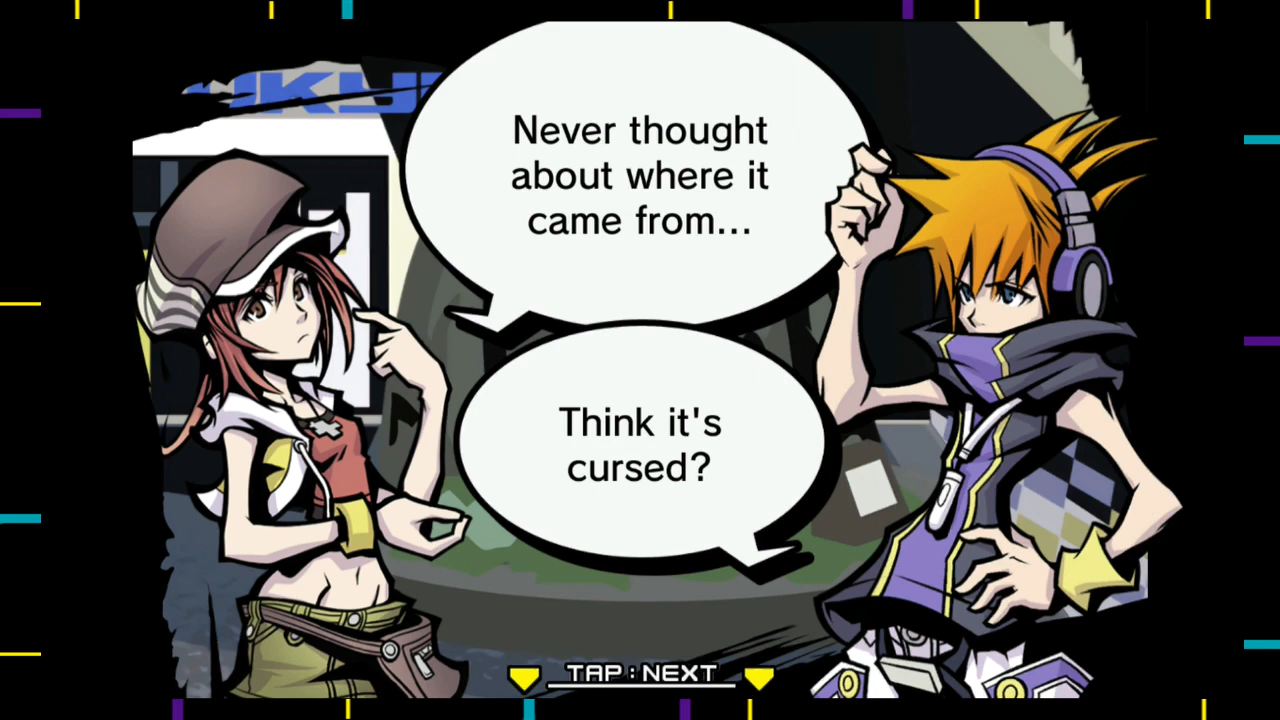 Never thought
about where it
came from...
Think it's
cursed?
TAP : NEXT